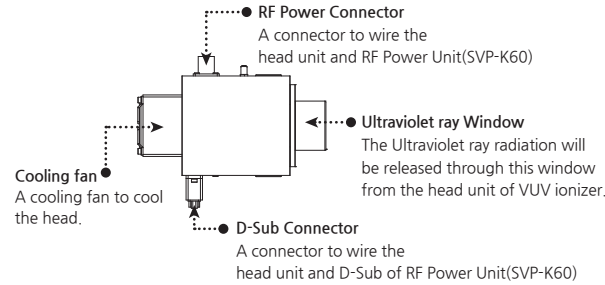 RF Power Connector
A connector to wire the
head unit and RF Power Unit(SVP-K60)
Ultraviolet ray Window
The Ultraviolet ray radiation will
be released through this window
from the head unit of VUV ionizer.
Cooling fan
A cooling fan to cool
the head.
D-Sub Connector
A connector to wire the
head unit and D-Sub of RF Power Unit(SVP-K60)